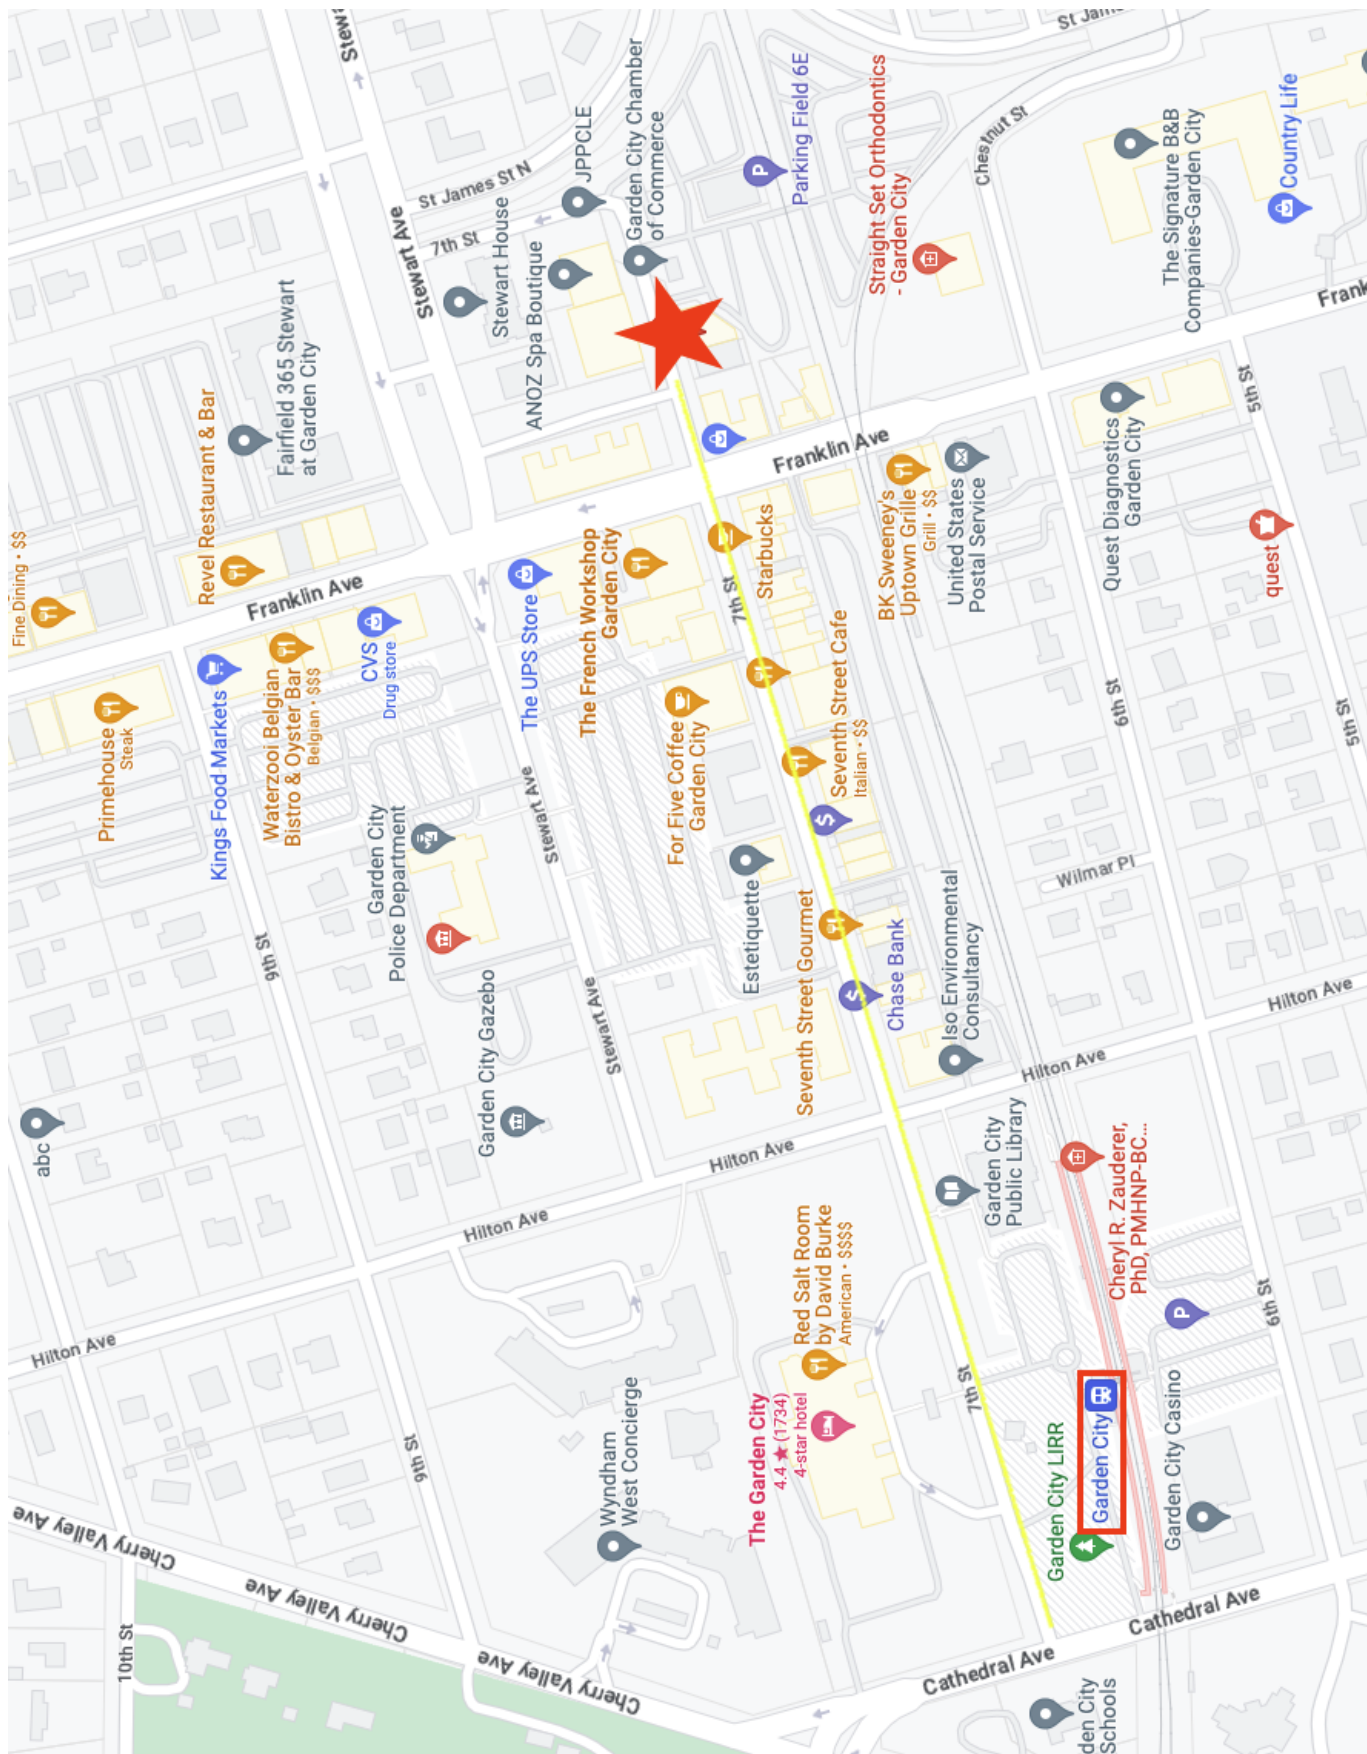 Fine Dining • $$
Primehouse
Steak
Kings Food Markets
Revel Restaurant & Bar
Franklin Ave
Waterzooi Belgian
Bistro & Oyster Bar
Belgian • $$$
CVS
Drug store
Fairfield 365 Stewart
at Garden City
Stewart Ave
St James St N
7th St
Stewart House
ANOZ Spa Boutique
JPPCLE
Garden City Chamber
of Commerce
Parking Field 6E
P
Straight Set Orthodontics
- Garden City
Chestnut St
The Signature B&B
Companies-Garden City
Country Life
Franklin Ave
The UPS Store
The French Workshop
Garden City
Starbucks
7th St
For Five Coffee
Garden City
Seventh Street Cafe
Italian • $$
BK Sweeney's
Uptown Grille
Grill • $$
United States
Postal Service
Quest Diagnostics
Garden City
5th St
quest
5th St
6th St
Wilmar Pl
Garden City
Police Department
Stewart Ave
9th St
Garden City Gazebo
Stewart Ave
Estetiquette
Seventh Street Gourmet
$
$
Chase Bank
Iso Environmental
Consultancy
Hilton Ave
Hilton Ave
Hilton Ave
Hilton Ave
Hilton Ave
abc
Garden City
Public Library
Cheryl R. Zauderer,
PhD, PMHNP-BC...
P
6th St
Red Salt Room
by David Burke
American • $$$$
The Garden City
4.4 ★ (1734)
4-star hotel
7th St
Garden City LIRR
Garden City
Garden City Casino
Wyndham
West Concierge
9th St
Cherry Valley Ave
Cherry Valley Ave
Cherry Valley Ave
10th St
Cathedral Ave
Cathedral Ave
den City
Schools